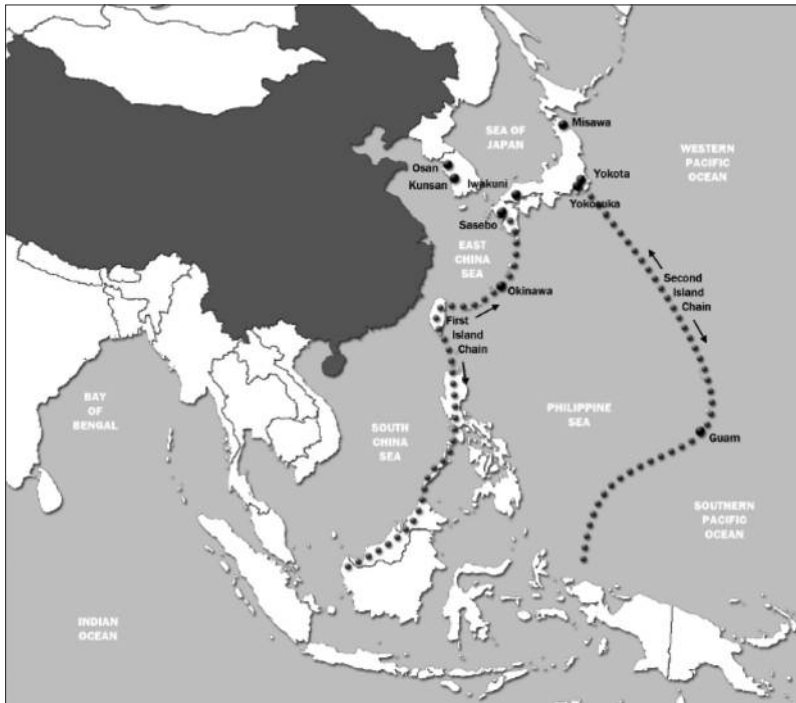 Misawa
SEA OF
JAPAN
WESTERN
PACIFIC
OCEAN
Osan
Kunsan
Iwakuni
Yokota
Yokosuka
Sasebo
EAST
CHINA
SEA
Okinawa
Second
Island
Chain
First
Island
Chain
BAY
OF
BENGAL
PHILIPPINE
SEA
SOUTH
CHINA
SEA
Guam
SOUTHERN
PACIFIC
OCEAN
INDIAN
OCEAN